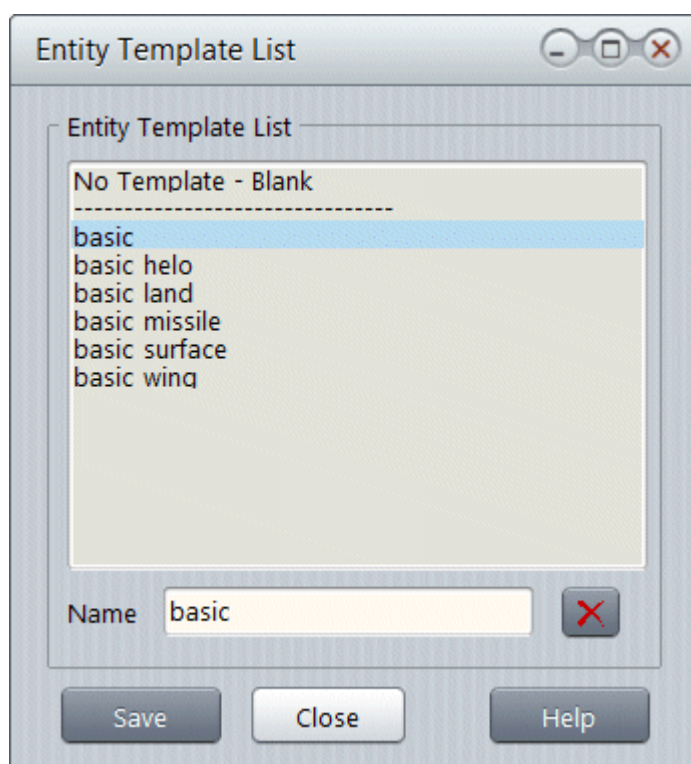 Entity Template List
Entity Template List
No Template - Blank
--------------------------------
basic
basic helo
basic land
basic missile
basic surface
basic wing
Name basic
Save Close Help